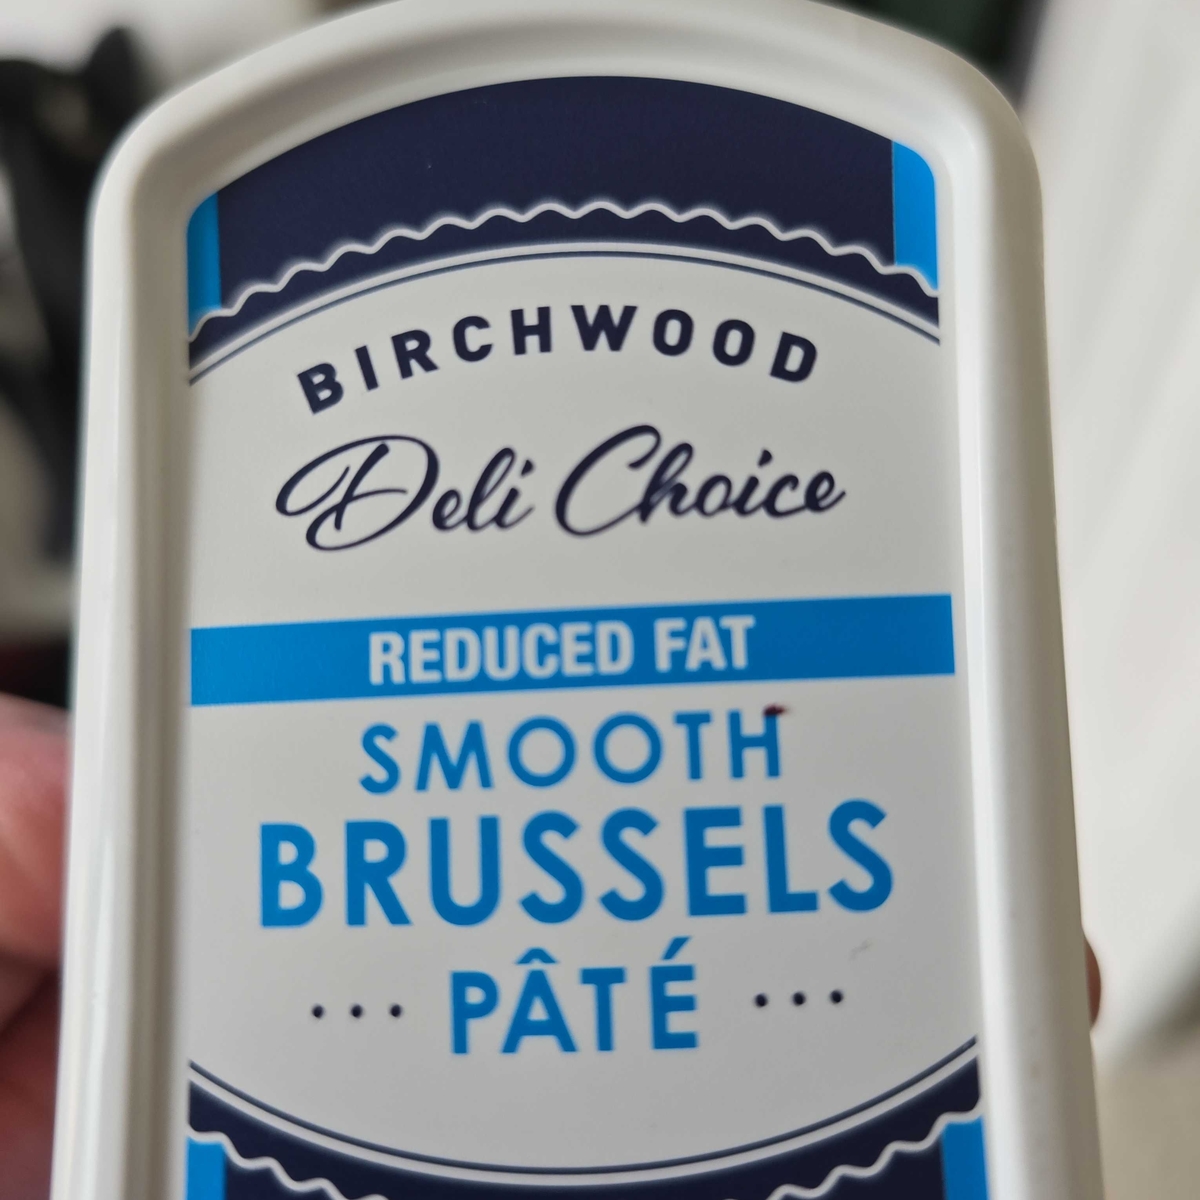 BIRCHWOOD
Deli Choice
REDUCED FAT
SMOOTH
BRUSSELS
••• PÂTÉ •••